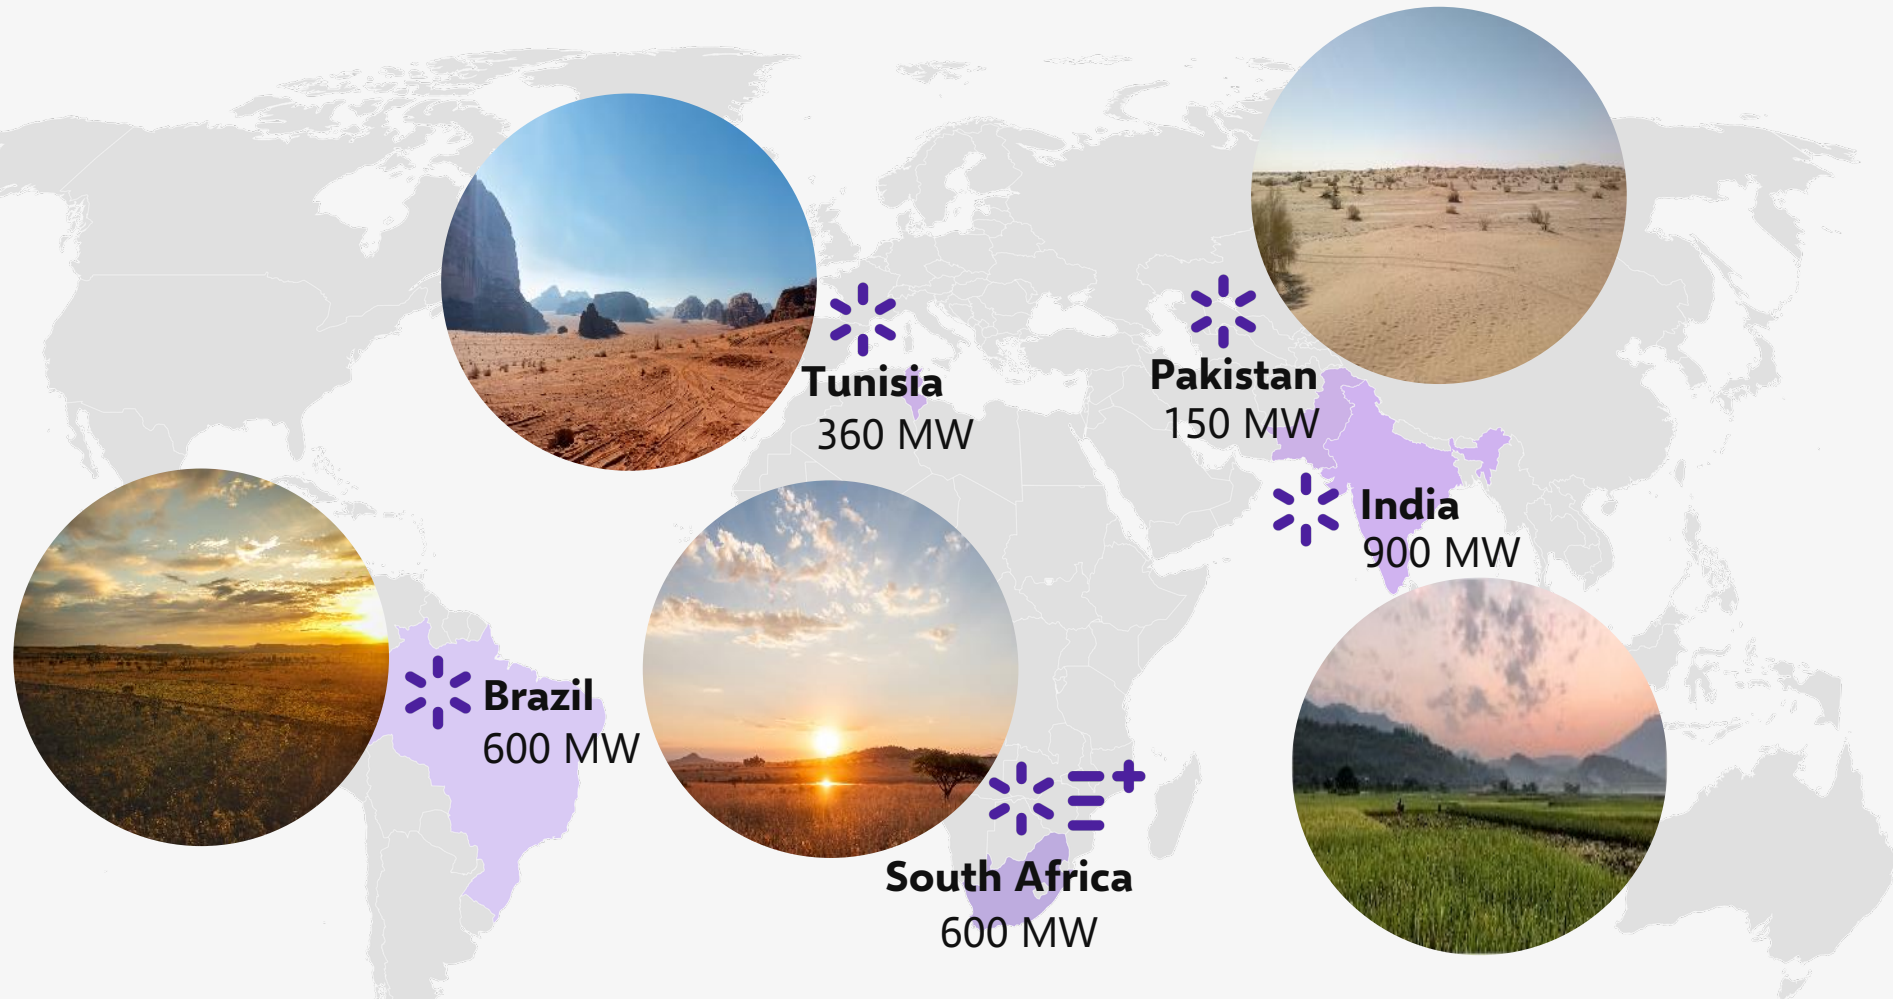 Tunisia
360 MW
Pakistan
150 MW
India
900 MW
Brazil
600 MW
South Africa
600 MW